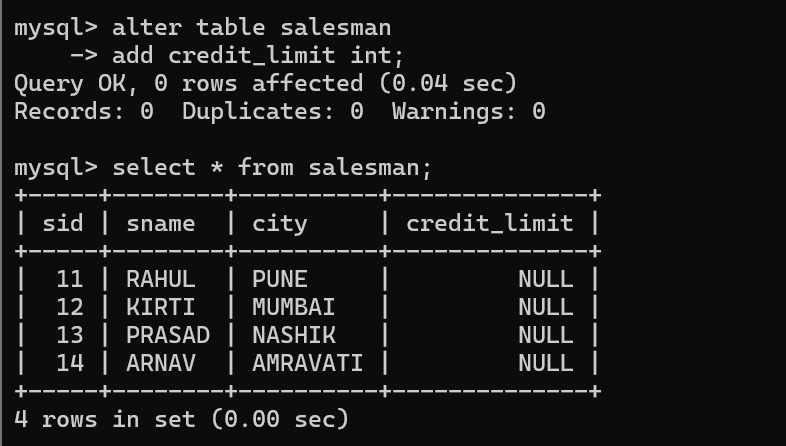 mysql> alter table salesman
    -> add credit_limit int;
Query OK, 0 rows affected (0.04 sec)
Records: 0  Duplicates: 0  Warnings: 0

mysql> select * from salesman;
+-----+--------+----------+--------------+
| sid | sname  | city     | credit_limit |
+-----+--------+----------+--------------+
|  11 | RAHUL  | PUNE     |         NULL |
|  12 | KIRTI  | MUMBAI   |         NULL |
|  13 | PRASAD | NASHIK   |         NULL |
|  14 | ARNAV  | AMRAVATI |         NULL |
+-----+--------+----------+--------------+
4 rows in set (0.00 sec)